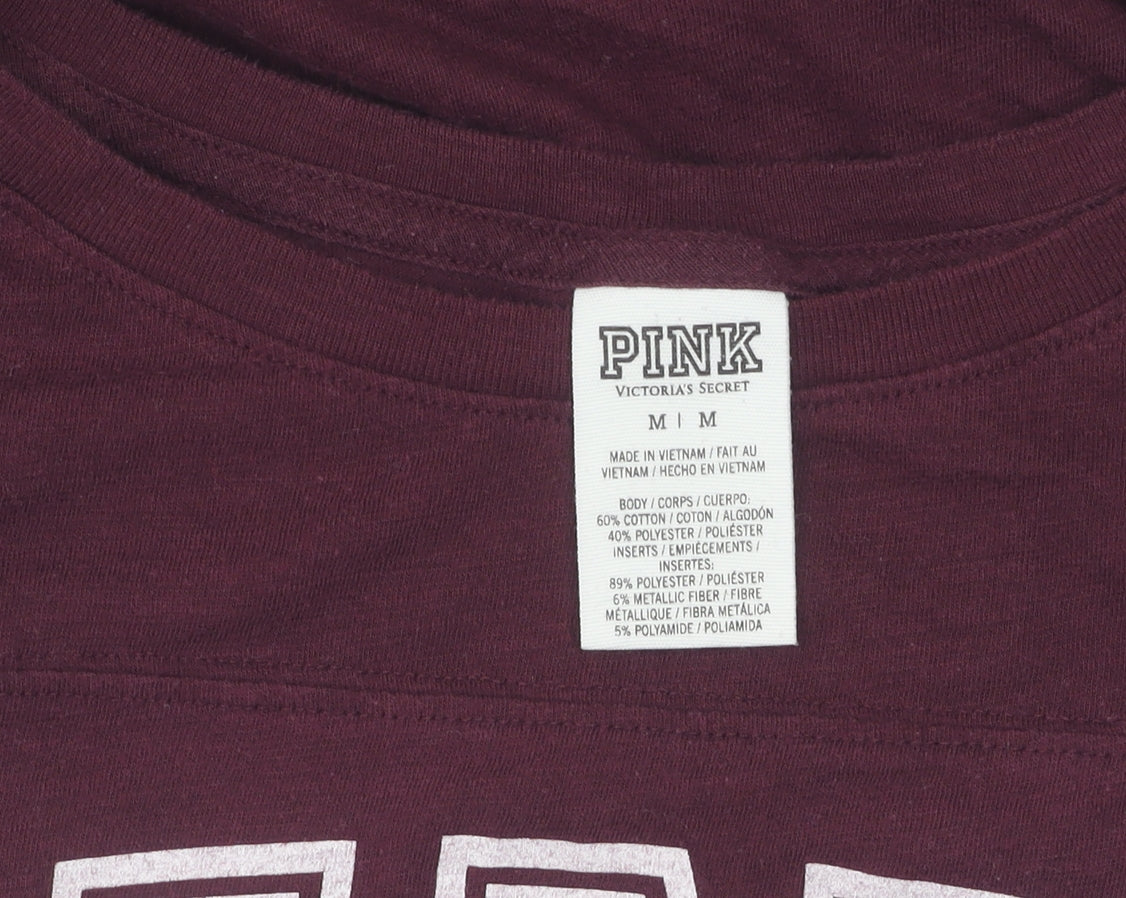 PINK
VICTORIA'S SECRET
M | M
MADE IN VIETNAM / FAIT AU
VIETNAM / HECHO EN VIETNAM
BODY / CORPS / CUERPO:
60% COTTON / COTON / ALGODÓN
40% POLYESTER / POLIÉSTER
INSERTS / EMPIÉCEMENTS /
INSERTES:
89% POLYESTER / POLIÉSTER
6% METALLIC FIBER / FIBRE
MÉTALLIQUE / FIBRA METÁLICA
5% POLYAMIDE / POLIAMIDA